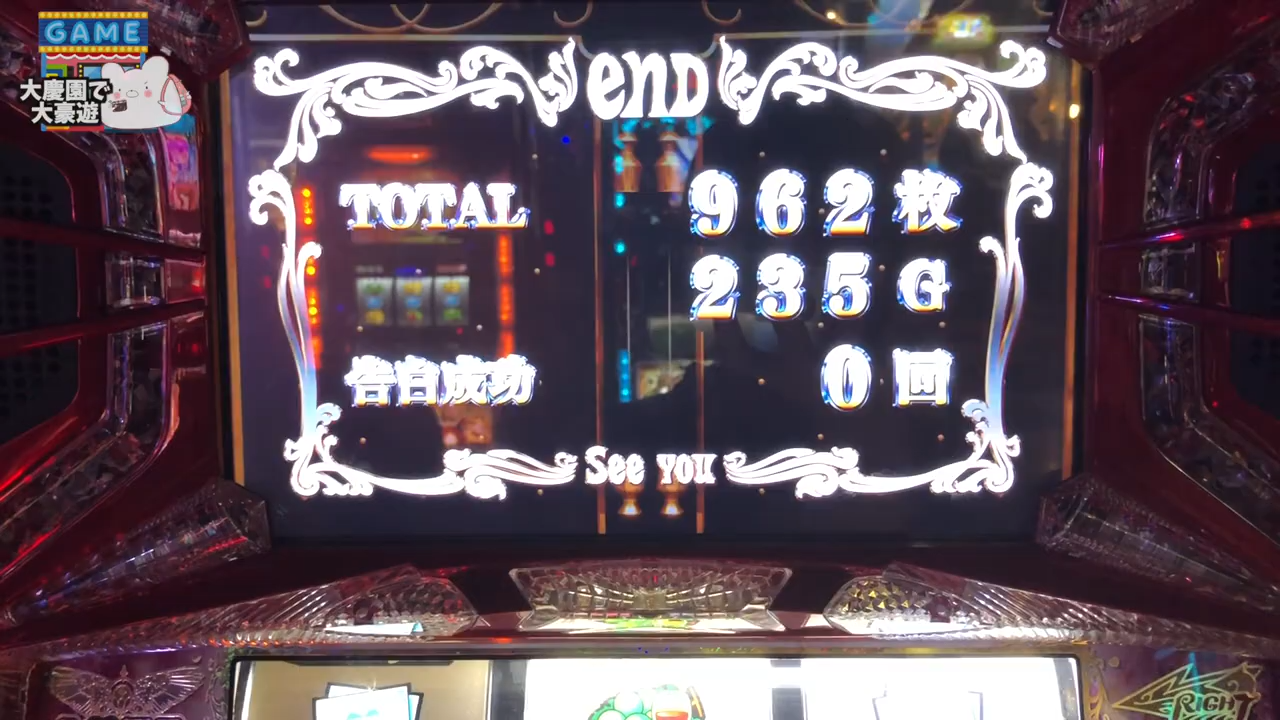 GAME
大慶園で
大豪遊
END
TOTAL 962枚
235G
告白成功 0回
See you
RIGHT